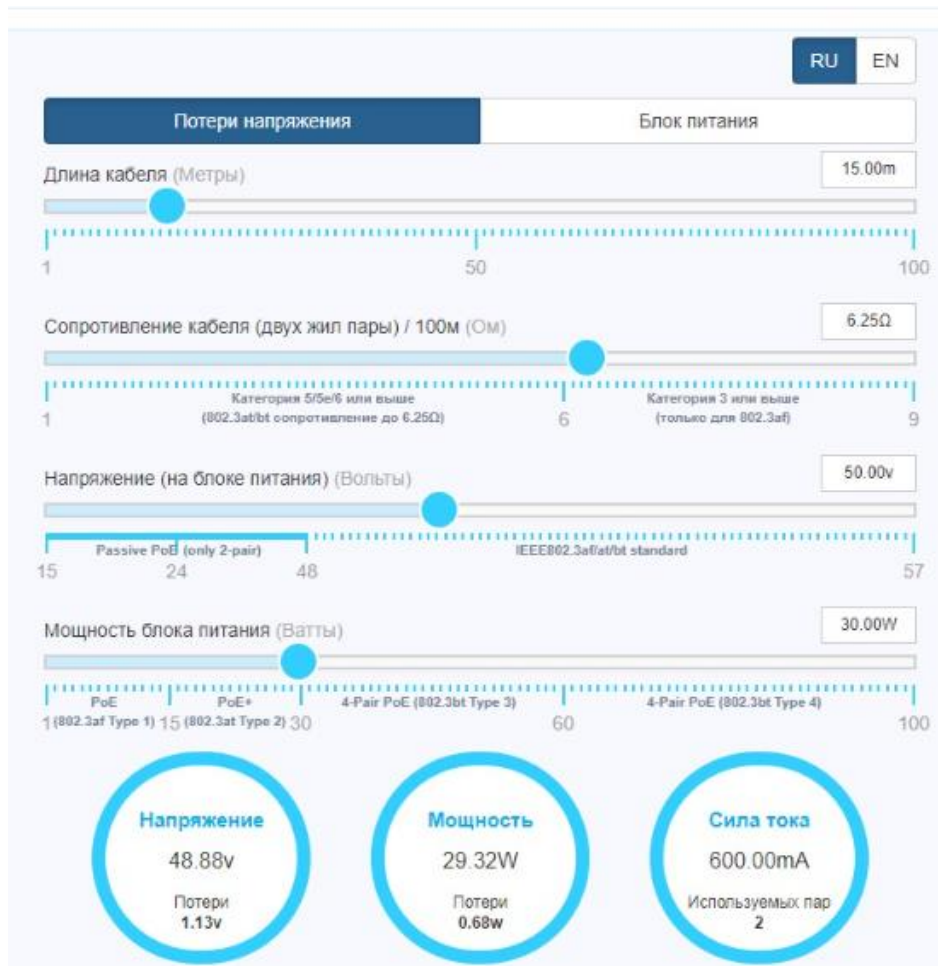 RU EN
Потери напряжения Блок питания
Длина кабеля (Метры) 15.00m
1 50 100
Сопротивление кабеля (двух жил пары) / 100м (Ом) 6.25Ω
Категория 5/5e/6 или выше Категория 3 или выше
(802.3at/bt сопротивление до 6.25Ω) (только для 802.3af)
1 6 9
Напряжение (на блоке питания) (Вольты) 50.00v
Passive PoE (only 2-pair) IEEE802.3af/at/bt standard
15 24 48 57
Мощность блока питания (Ватты) 30.00W
PoE PoE+ 4-Pair PoE (802.3bt Type 3) 4-Pair PoE (802.3bt Type 4)
1 (802.3af Type 1) 15 (802.3at Type 2) 30 60 100
Напряжение Мощность Сила тока
48.88v 29.32W 600.00mA
Потери Потери Используемых пар
1.13v 0.68w 2